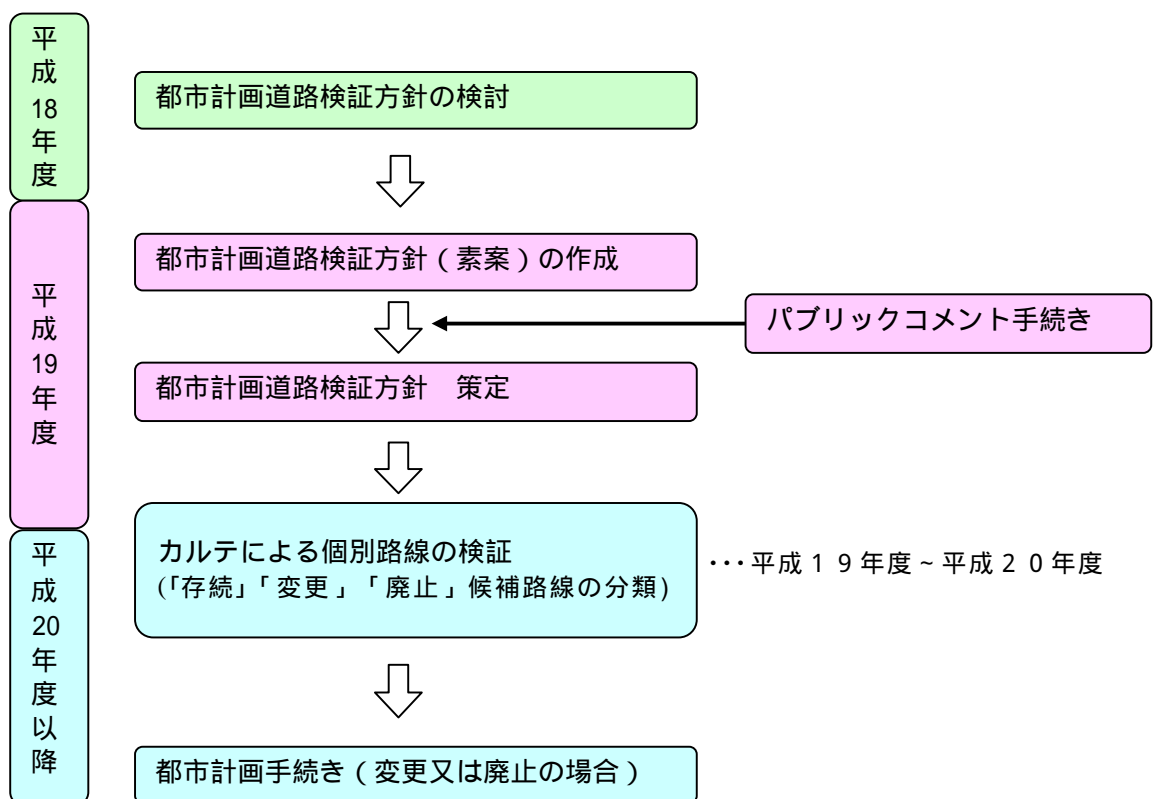 平成18年度
都市計画道路検証方針の検討
平成19年度
都市計画道路検証方針（素案）の作成
パブリックコメント手続き
都市計画道路検証方針　策定
平成20年度以降
カルテによる個別路線の検証
(「存続」「変更」「廃止」候補路線の分類)
･･･平成１９年度~平成２０年度
都市計画手続き（変更又は廃止の場合）